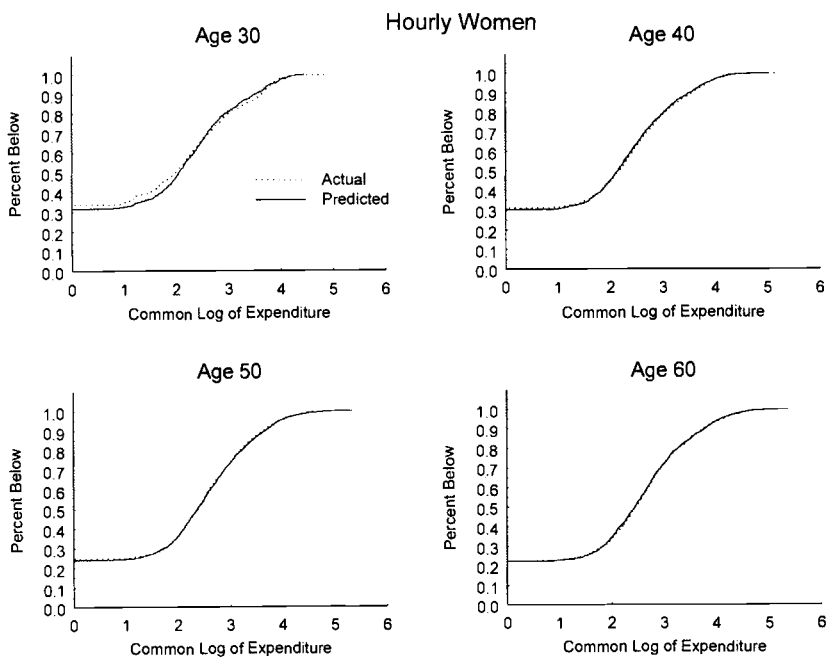 Hourly Women
Age 30
1.0
0.9
0.8
0.7
0.6
0.5
0.4
0.3
0.2
0.1
0.0
Percent Below
Actual
Predicted
0 1 2 3 4 5 6
Common Log of Expenditure
Age 40
1.0
0.9
0.8
0.7
0.6
0.5
0.4
0.3
0.2
0.1
0.0
Percent Below
0 1 2 3 4 5 6
Common Log of Expenditure
Age 50
1.0
0.9
0.8
0.7
0.6
0.5
0.4
0.3
0.2
0.1
0.0
Percent Below
0 1 2 3 4 5 6
Common Log of Expenditure
Age 60
1.0
0.9
0.8
0.7
0.6
0.5
0.4
0.3
0.2
0.1
0.0
Percent Below
0 1 2 3 4 5 6
Common Log of Expenditure